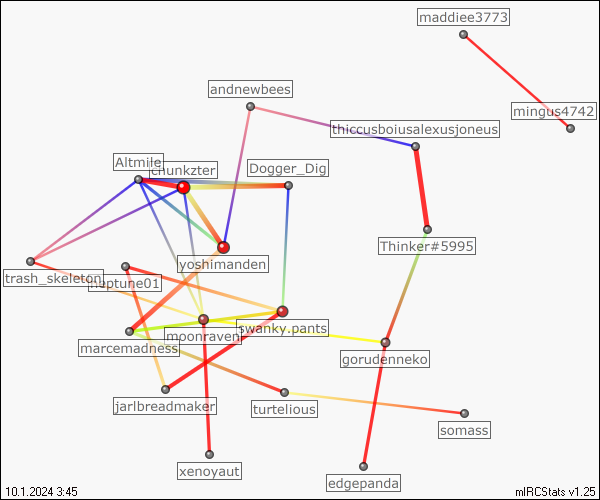 maddiee3773
andnewbees
mingus4742
thiccusboiusalexusjoneus
Altmile
chunkzter
Dogger_Dig
Thinker#5995
yoshimanden
trash_skeleton
neptune01
swanky.pants
moonraven
marcemadness
gorudenneko
jarlbreadmaker
turtelious
somass
xenoyaut
edgepanda
10.1.2024 3:45
mIRCStats v1.25